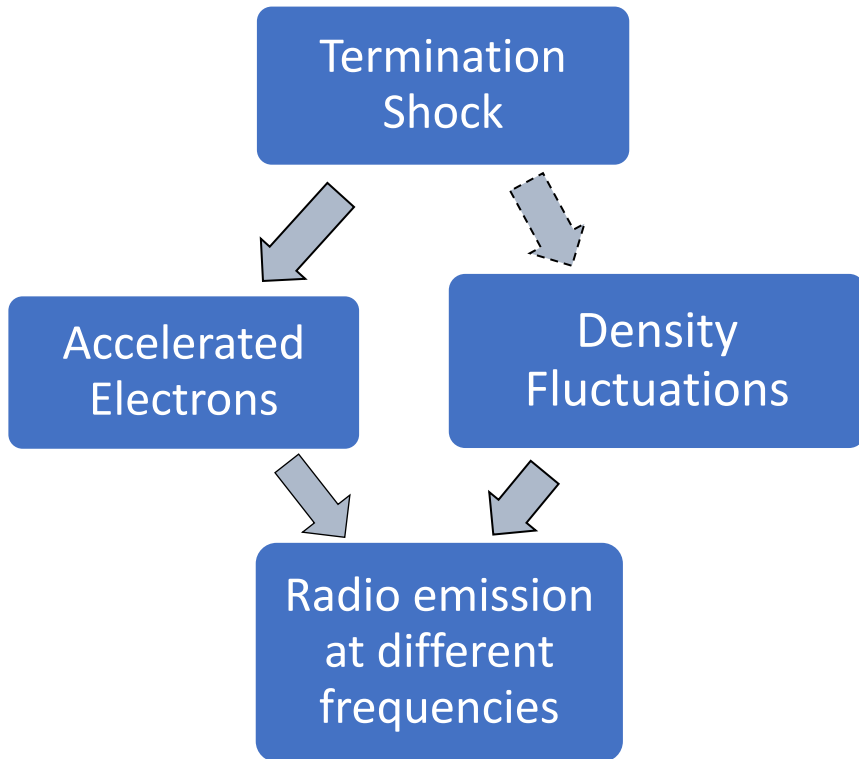 Termination
Shock
Accelerated
Electrons
Density
Fluctuations
Radio emission
at different
frequencies